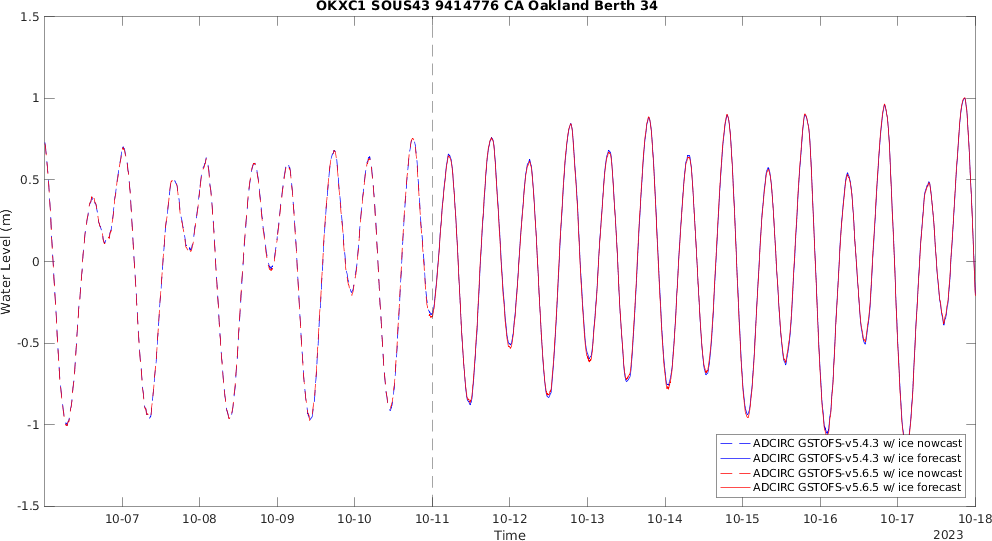 OKXC1 SOUS43 9414776 CA Oakland Berth 34
1.5
1
0.5
0
-0.5
-1
-1.5
Water Level (m)
10-07 10-08 10-09 10-10 10-11 10-12 10-13 10-14 10-15 10-16 10-17 10-18
Time
2023
ADCIRC GSTOFS-v5.4.3 w/ ice nowcast
ADCIRC GSTOFS-v5.4.3 w/ ice forecast
ADCIRC GSTOFS-v5.6.5 w/ ice nowcast
ADCIRC GSTOFS-v5.6.5 w/ ice forecast